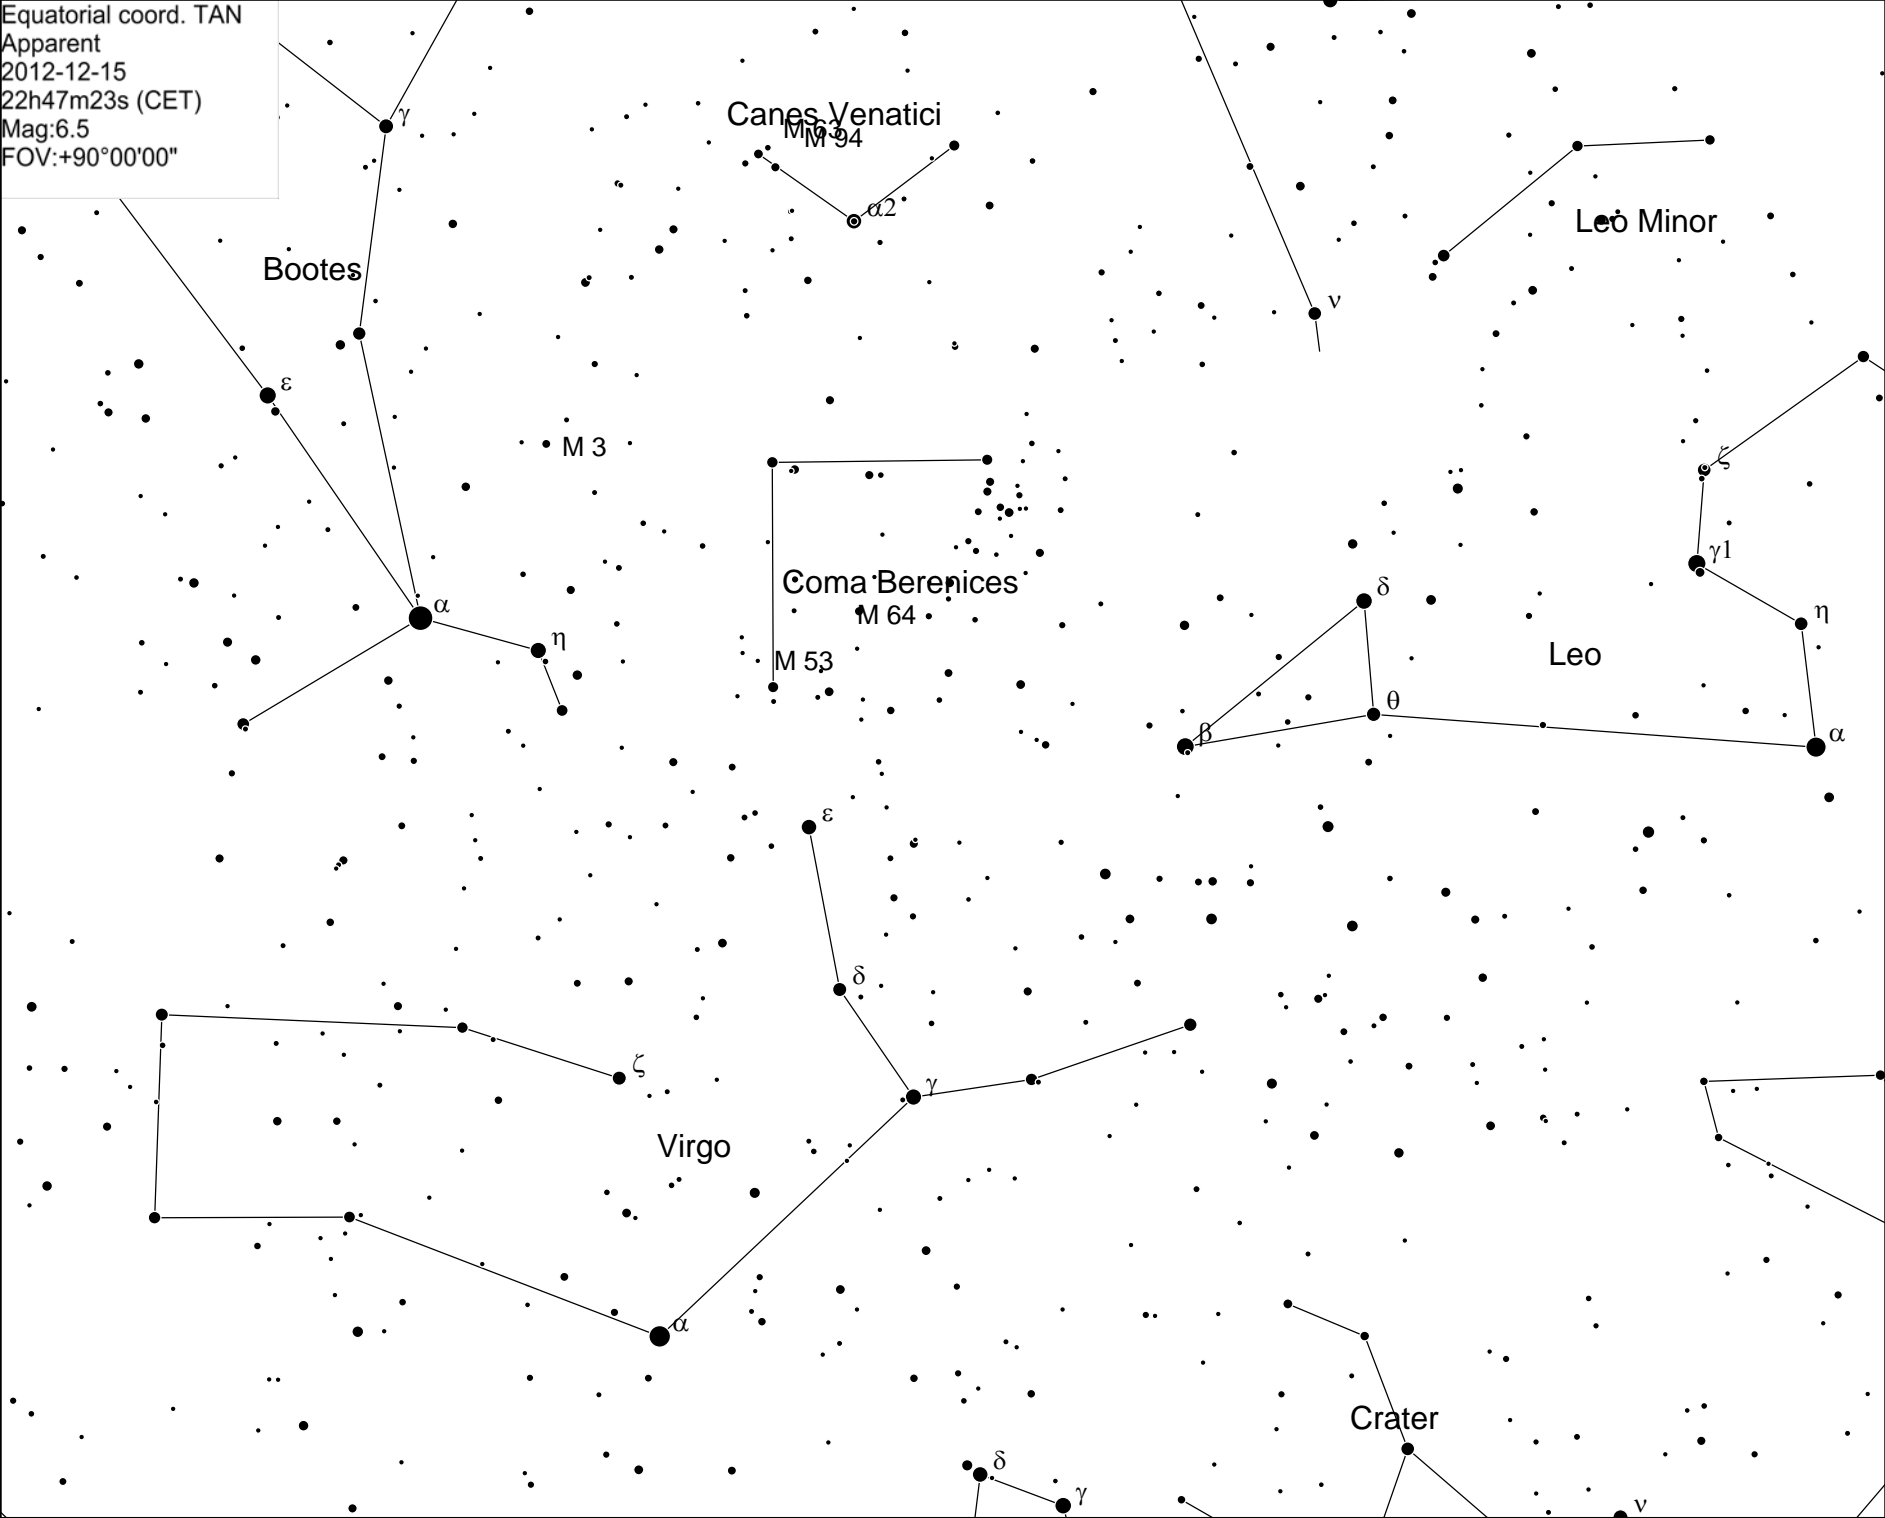 Equatorial coord. TAN
Apparent
2012-12-15
22h47m23s (CET)
Mag:6.5
FOV:+90°00'00"
γ
Canes Venatici
M 63
M 94
α2
Leo Minor
Bootes
ν
ε
M 3
ζ
γ1
Coma Berenices
δ
α
M 64
η
η
Leo
M 53
θ
β
α
ε
δ
ζ
γ
Virgo
α
Crater
δ
γ
ν